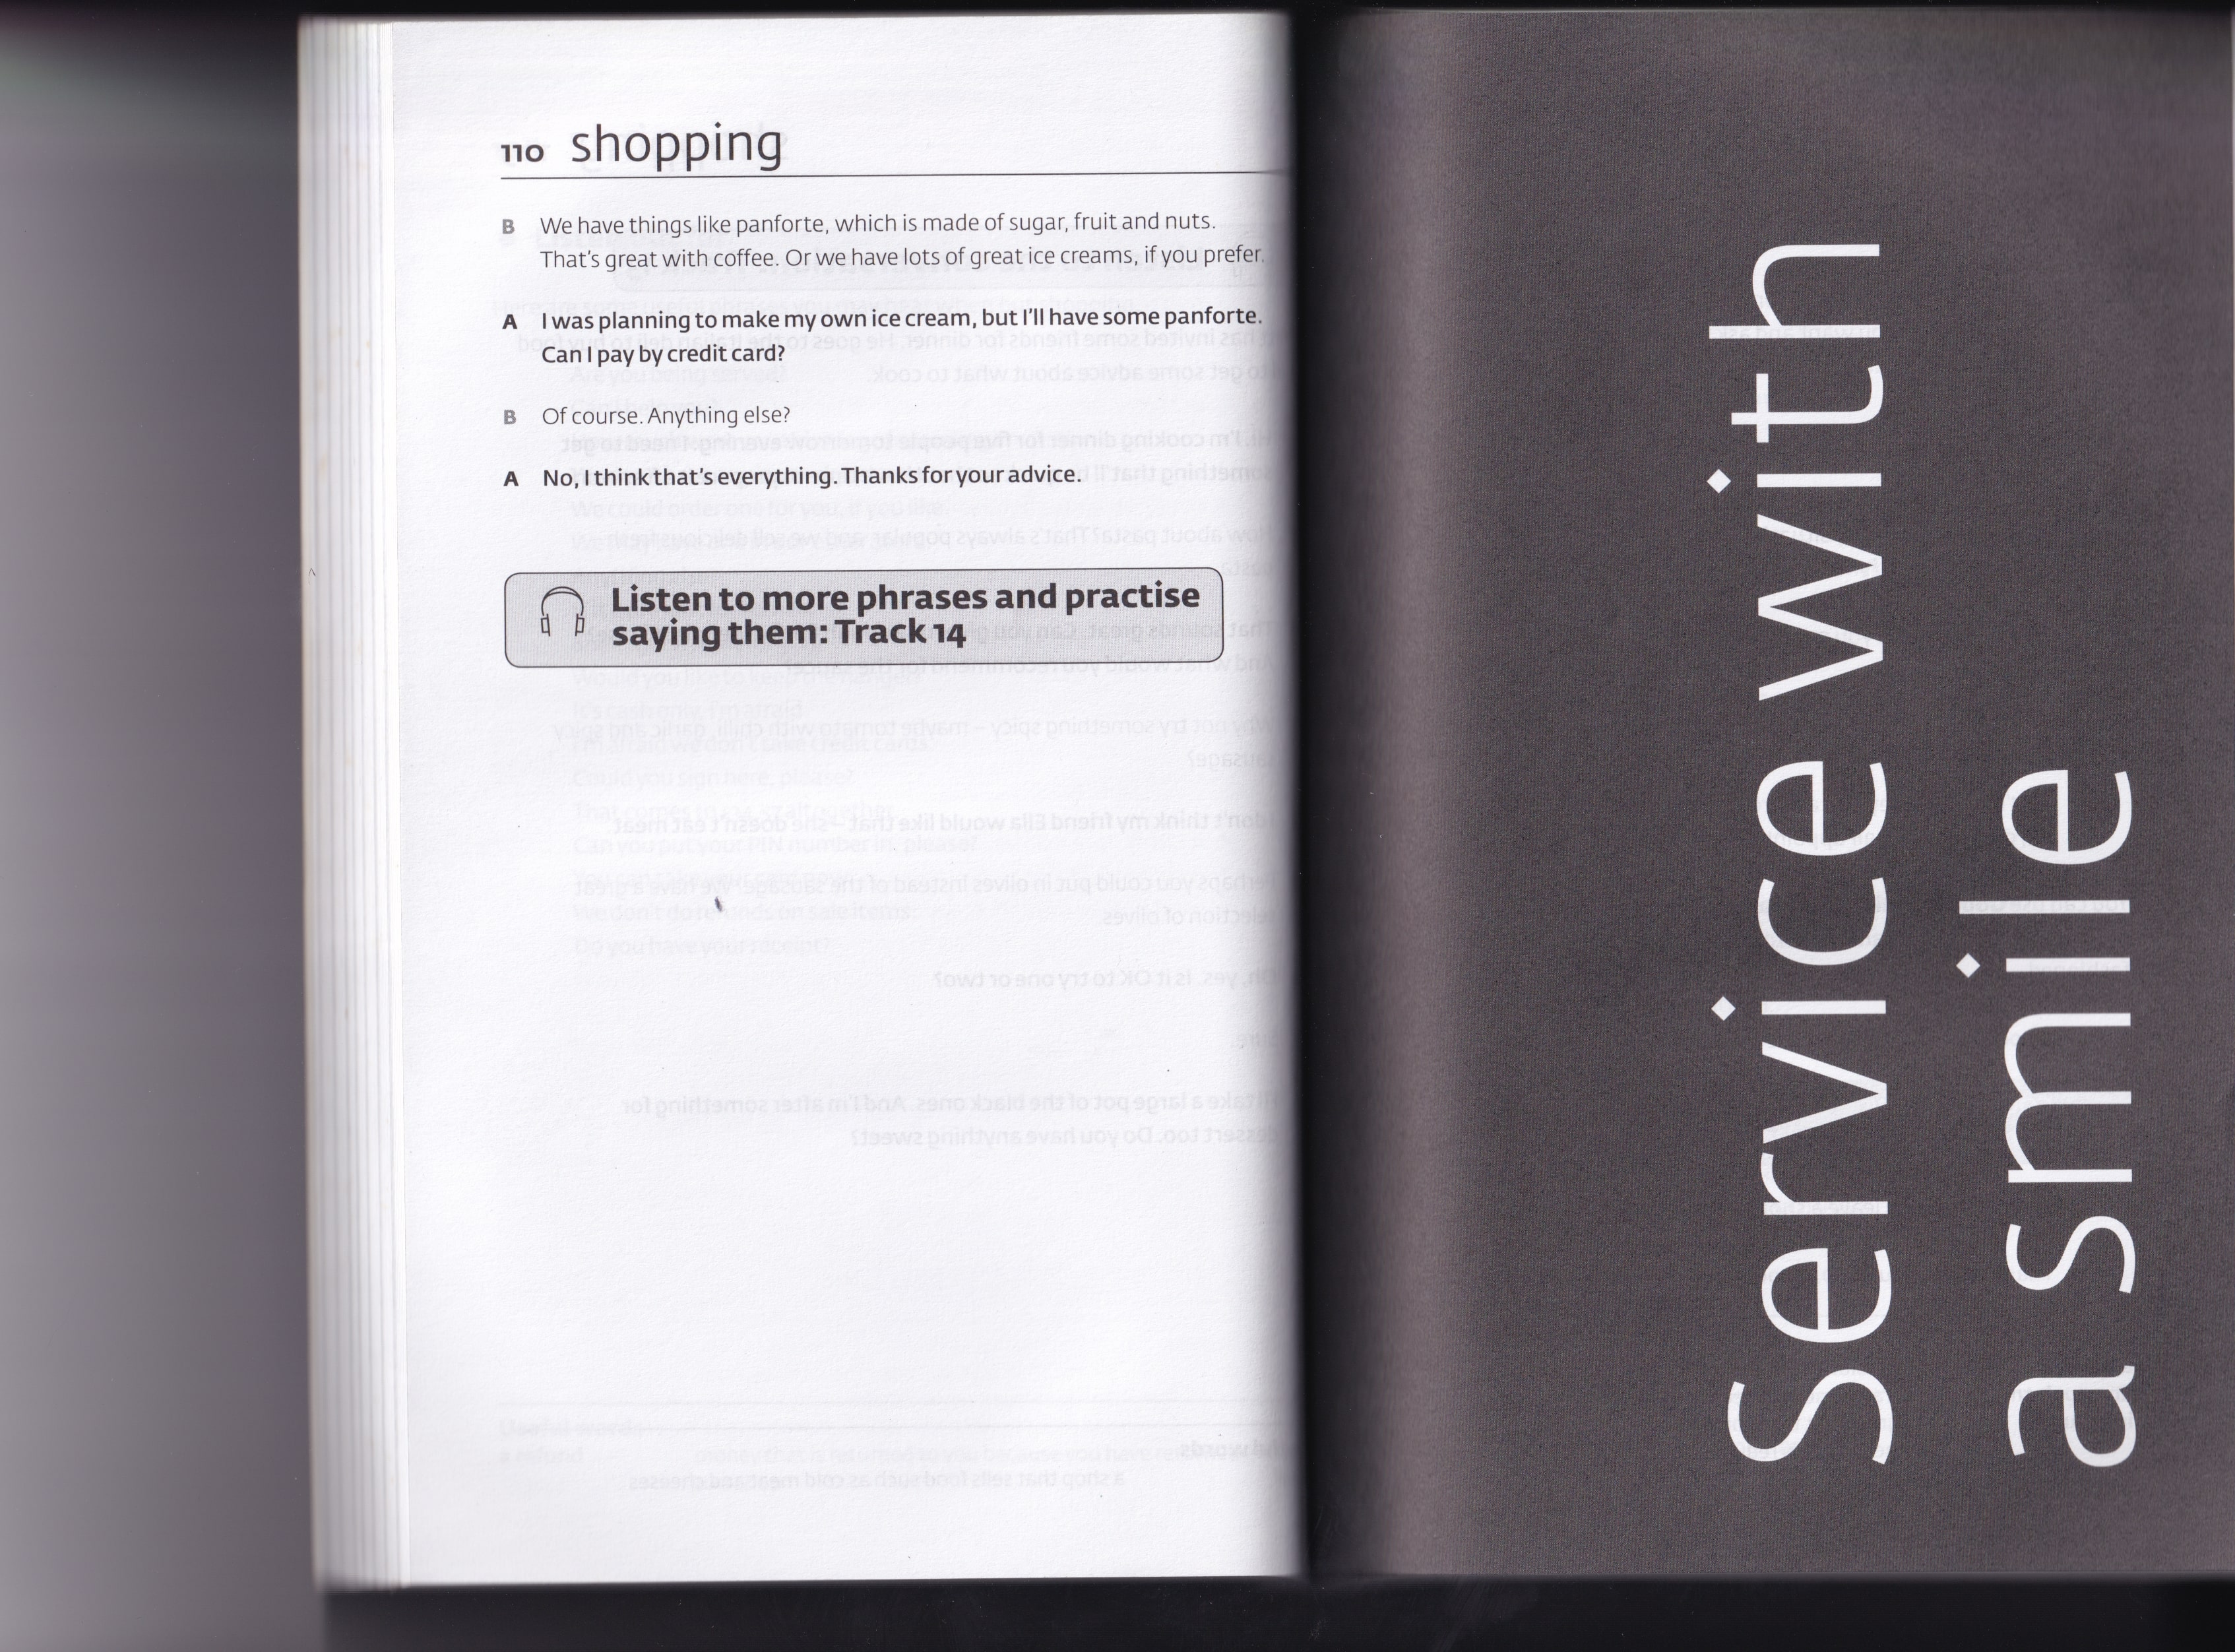 110 shopping
B We have things like panforte, which is made of sugar, fruit and nuts.
That's great with coffee. Or we have lots of great ice creams, if you prefer.
A I was planning to make my own ice cream, but I'll have some panforte.
Can I pay by credit card?
B Of course. Anything else?
A No, I think that's everything. Thanks for your advice.
Listen to more phrases and practise
saying them: Track 14
Service with
a smile